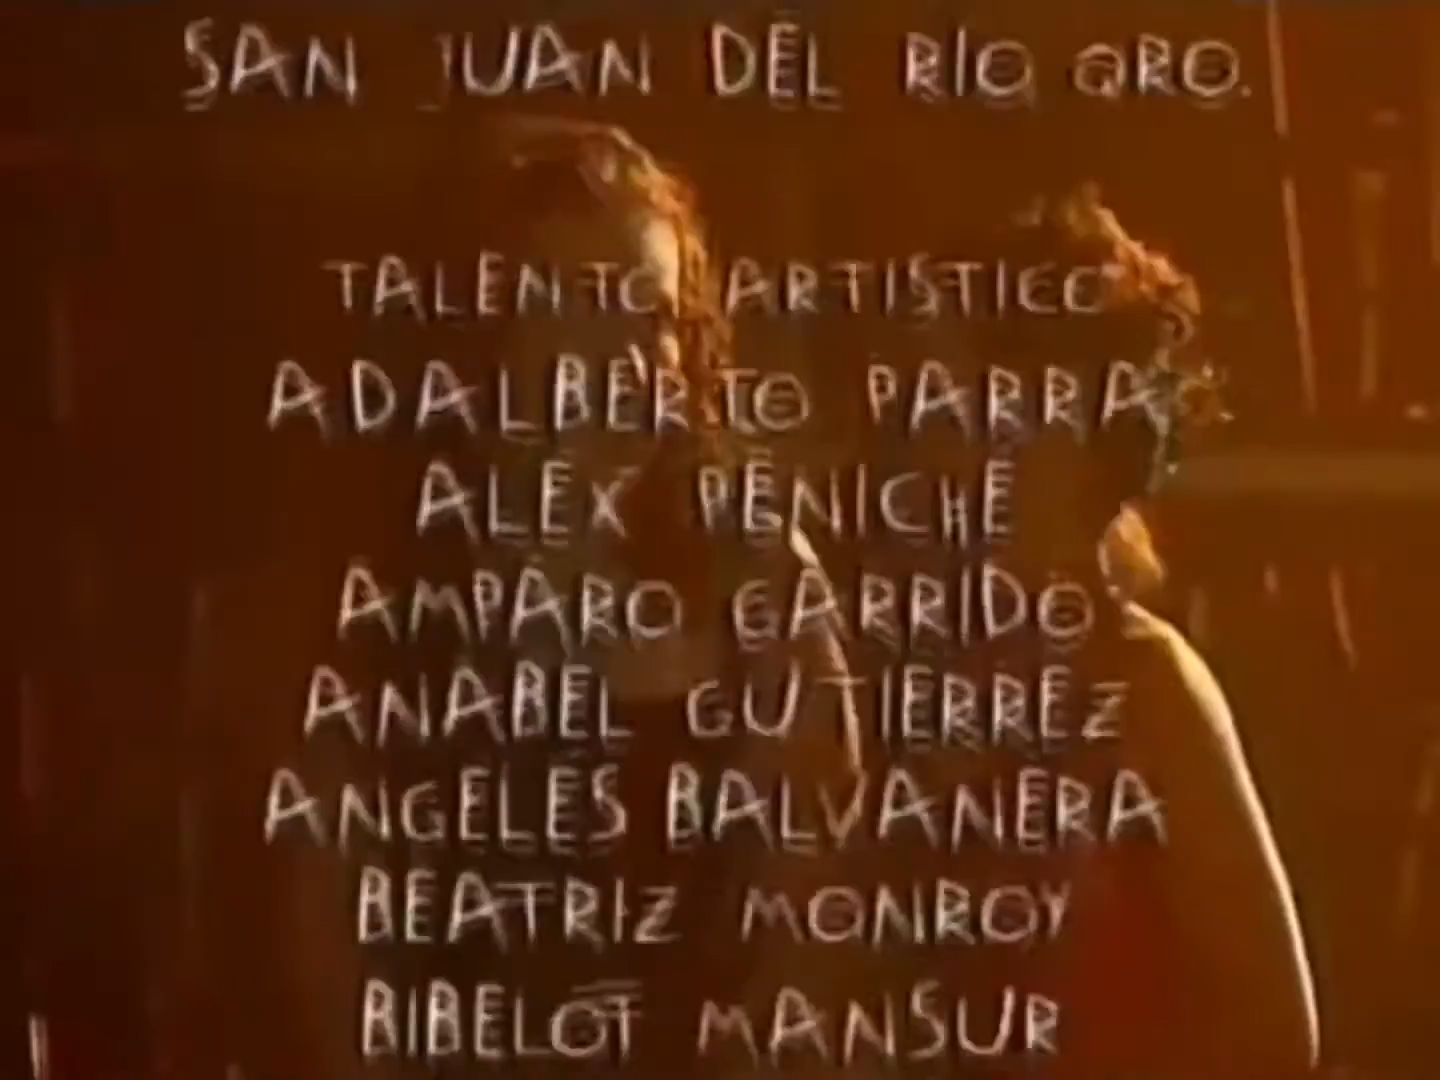 SAN JUAN DEL RIO QRO.
TALENTO ARTISTICO
ADALBERTO PARRA
ALEX PENICHE
AMPARO GARRIDO
ANABEL GUTIERREZ
ANGELES BALVANERA
BEATRIZ MONROY
BIBELOT MANSUR